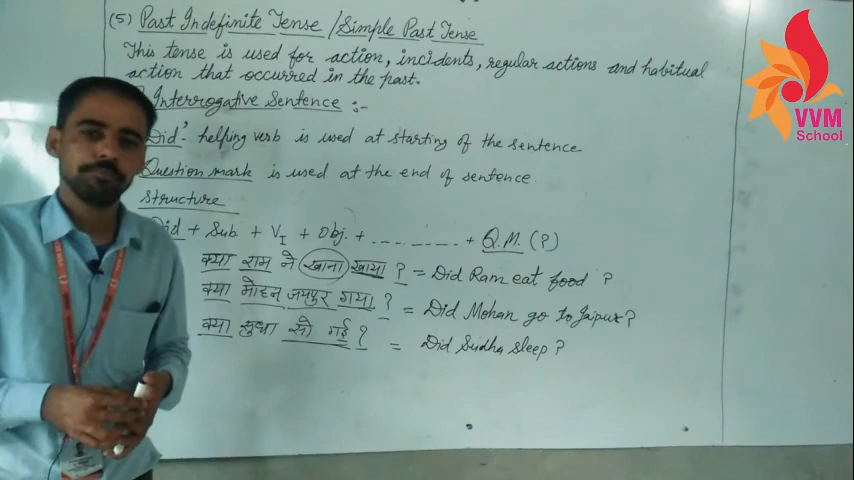 (5) Past Indefinite Tense / Simple Past Tense
This tense is used for action, incidents, regular actions and habitual
action that occurred in the past.
Interrogative Sentence :-
Did' helping verb is used at starting of the sentence
Question mark is used at the end of sentence.
Structure
Did + Sub + V I + Obj. + ......... + Q.M. (?)
क्या राम ने खाना खाया ? = Did Ram eat food ?
क्या मोहन जयपुर गया ? = Did Mohan go to Jaipur?
क्या सुधा सो गई ? = Did Sudha sleep ?
VVM
School